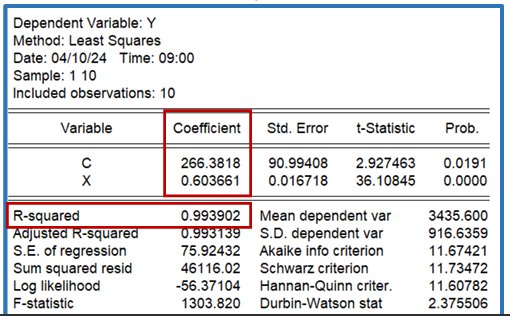 Dependent Variable: Y
Method: Least Squares
Date: 04/10/24 Time: 09:00
Sample: 1 10
Included observations: 10
Variable Coefficient Std. Error t-Statistic Prob.
C 266.3818 90.99408 2.927463 0.0191
X 0.603661 0.016718 36.10845 0.0000
R-squared 0.993902 Mean dependent var 3435.600
Adjusted R-squared 0.993139 S.D. dependent var 916.6359
S.E. of regression 75.92432 Akaike info criterion 11.67421
Sum squared resid 46116.02 Schwarz criterion 11.73472
Log likelihood -56.37104 Hannan-Quinn criter. 11.60782
F-statistic 1303.820 Durbin-Watson stat 2.375506